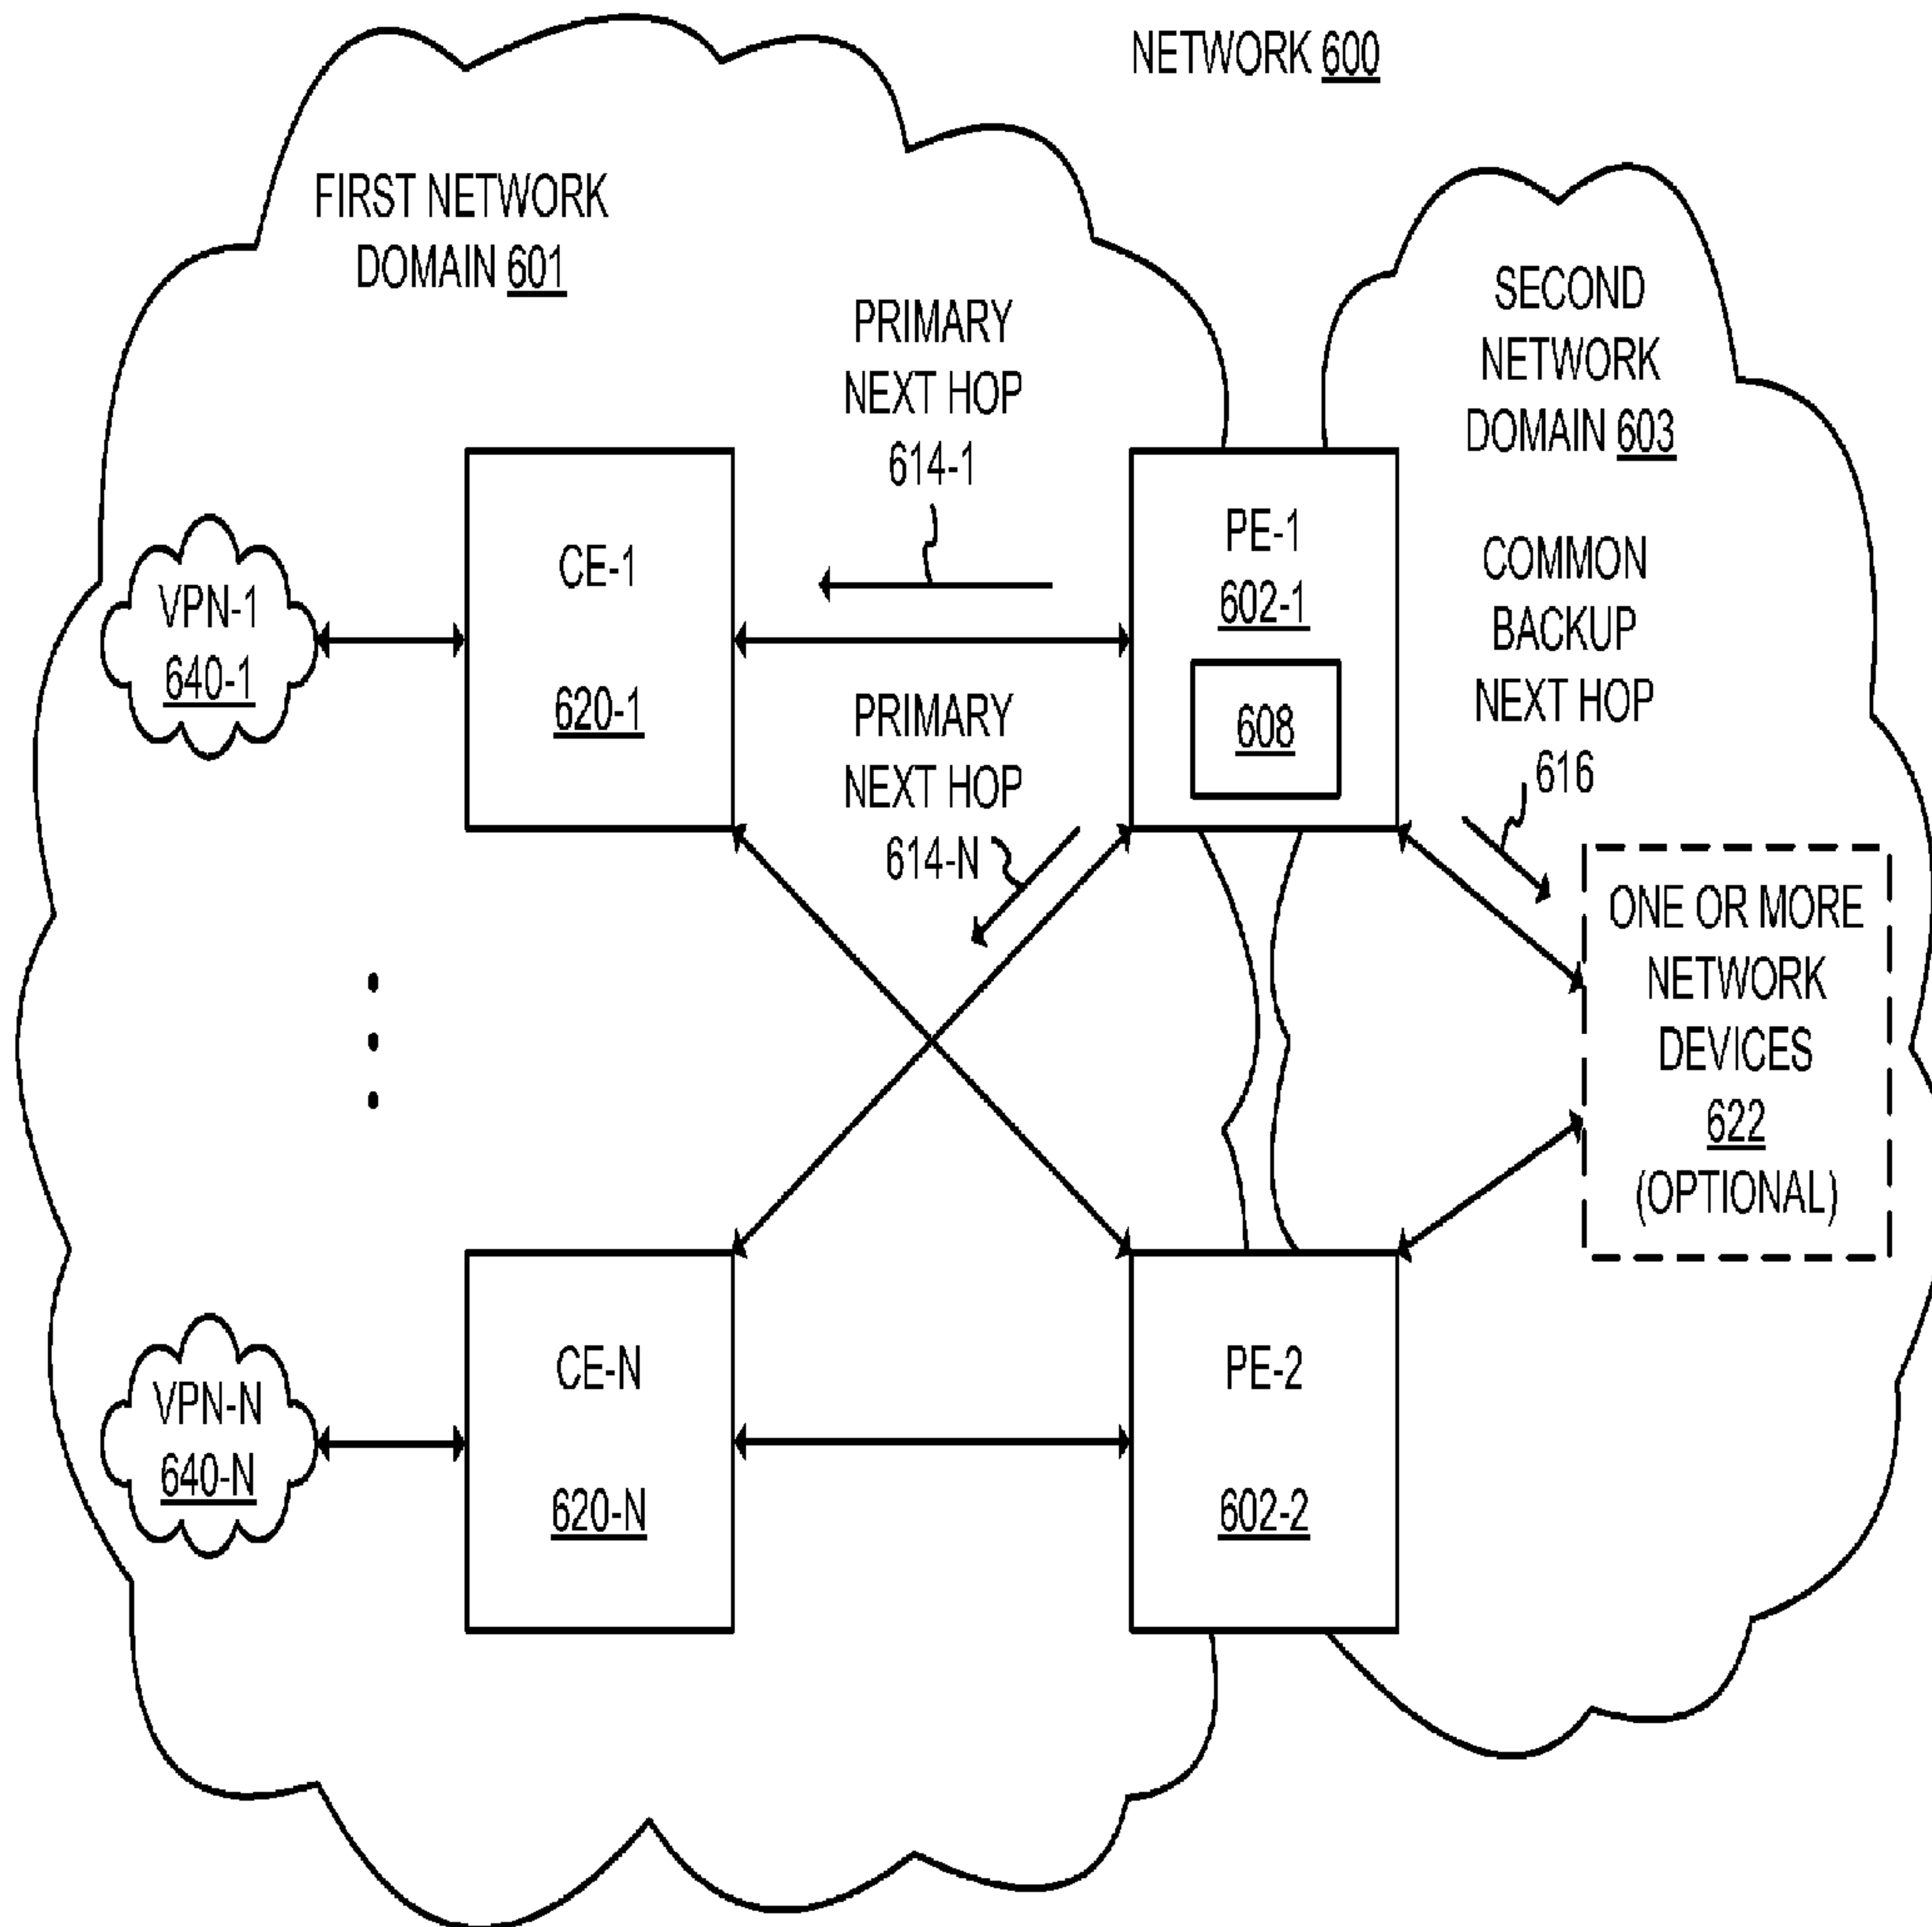 NETWORK 600
FIRST NETWORK
DOMAIN 601
SECOND
NETWORK
DOMAIN 603
PRIMARY
NEXT HOP
614-1
CE-1
620-1
PE-1
602-1
608
COMMON
BACKUP
NEXT HOP
616
VPN-1
640-1
PRIMARY
NEXT HOP
614-N
ONE OR MORE
NETWORK
DEVICES
622
(OPTIONAL)
VPN-N
640-N
CE-N
620-N
PE-2
602-2